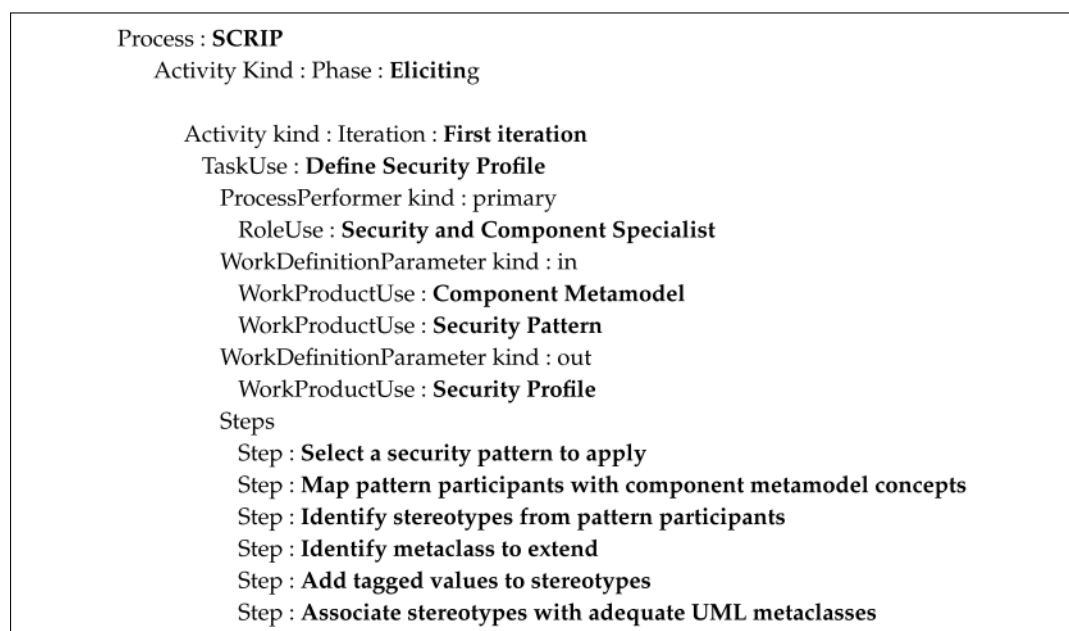 Process : SCRIP
Activity Kind : Phase : Eliciting
Activity kind : Iteration : First iteration
TaskUse : Define Security Profile
ProcessPerformer kind : primary
RoleUse : Security and Component Specialist
WorkDefinitionParameter kind : in
WorkProductUse : Component Metamodel
WorkProductUse : Security Pattern
WorkDefinitionParameter kind : out
WorkProductUse : Security Profile
Steps
Step : Select a security pattern to apply
Step : Map pattern participants with component metamodel concepts
Step : Identify stereotypes from pattern participants
Step : Identify metaclass to extend
Step : Add tagged values to stereotypes
Step : Associate stereotypes with adequate UML metaclasses